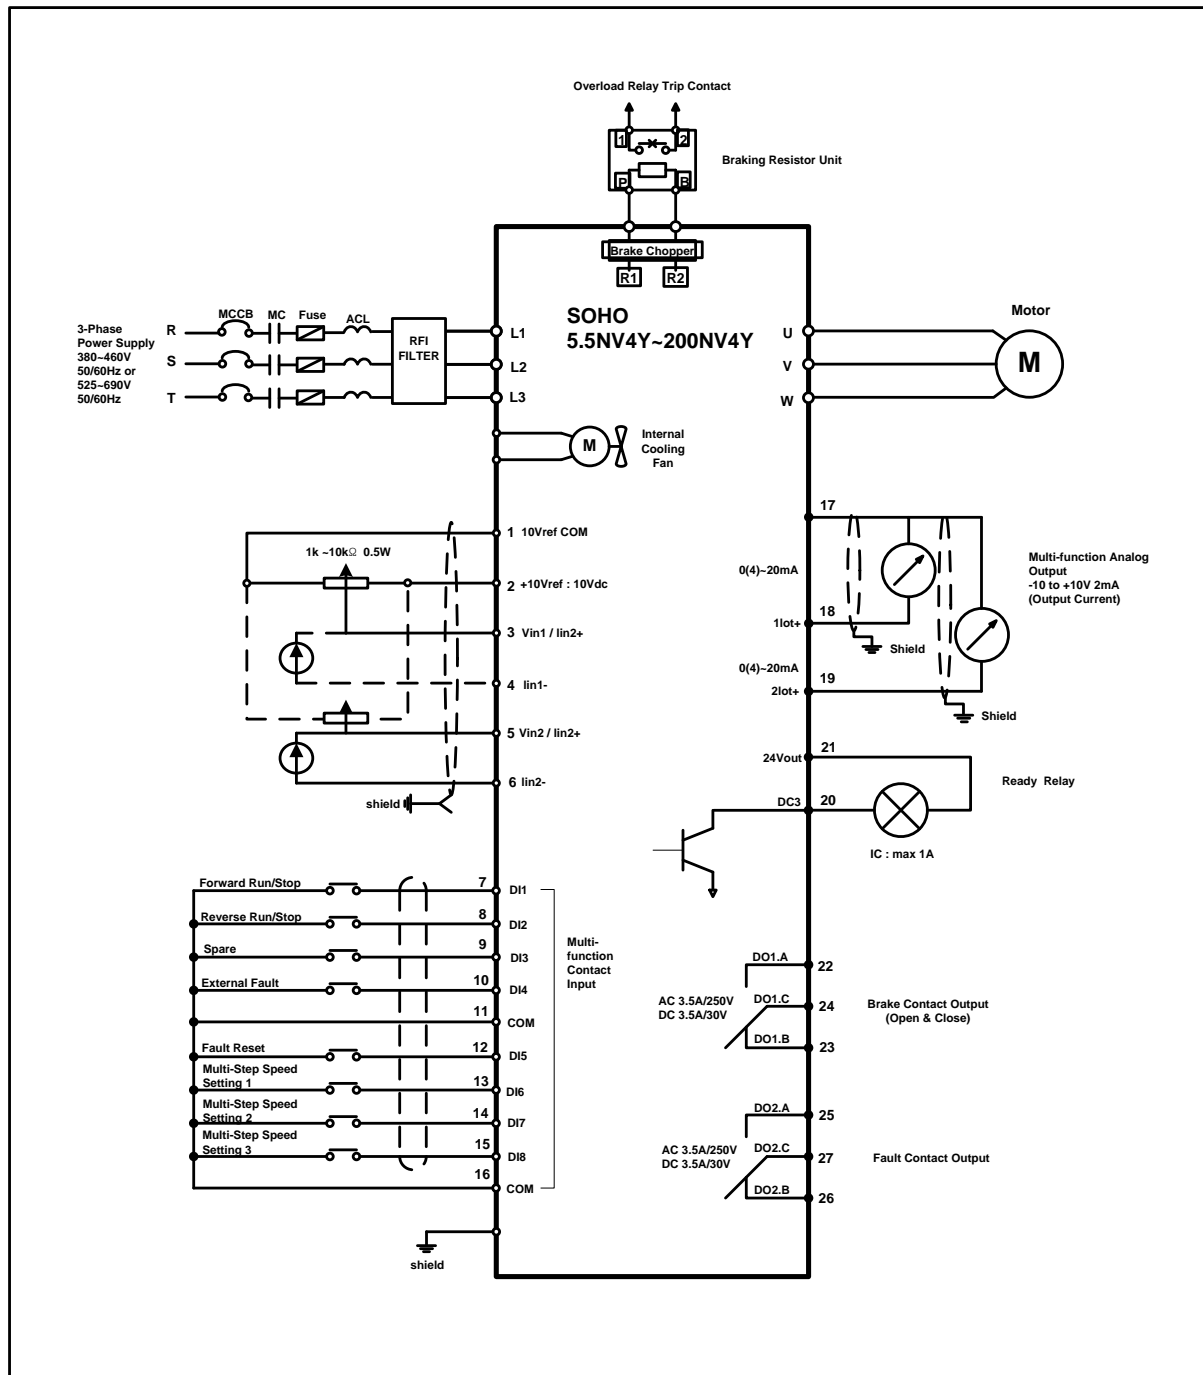 Overload Relay Trip Contact
1
2
Braking Resistor Unit
P
B
Brake Chopper
R1
R2
SOHO
5.5NV4Y~200NV4Y
3-Phase
Power Supply
380~460V
50/60Hz or
525~690V
50/60Hz
R
S
T
MCCB
MC
Fuse
ACL
RFI
FILTER
L1
L2
L3
U
V
W
Motor
M
M
Internal
Cooling
Fan
1 10Vref COM
1k ~10kΩ 0.5W
2 +10Vref : 10Vdc
3 Vin1 / Iin2+
4 Iin1-
5 Vin2 / Iin2+
6 Iin2-
shield
17
0(4)~20mA
18
1Iot+
Shield
0(4)~20mA
19
2Iot+
Shield
Multi-function Analog
Output
-10 to +10V 2mA
(Output Current)
21
24Vout
Ready Relay
DC3
20
IC : max 1A
Forward Run/Stop
7
DI1
Reverse Run/Stop
8
DI2
Spare
9
DI3
External Fault
10
DI4
11
COM
Fault Reset
12
DI5
Multi-Step Speed
Setting 1
13
DI6
Multi-Step Speed
Setting 2
14
DI7
Multi-Step Speed
Setting 3
15
DI8
16
COM
Multi-
function
Contact
Input
shield
DO1.A
22
AC 3.5A/250V
DC 3.5A/30V
DO1.C
24
DO1.B
23
Brake Contact Output
(Open & Close)
DO2.A
25
AC 3.5A/250V
DC 3.5A/30V
DO2.C
27
DO2.B
26
Fault Contact Output